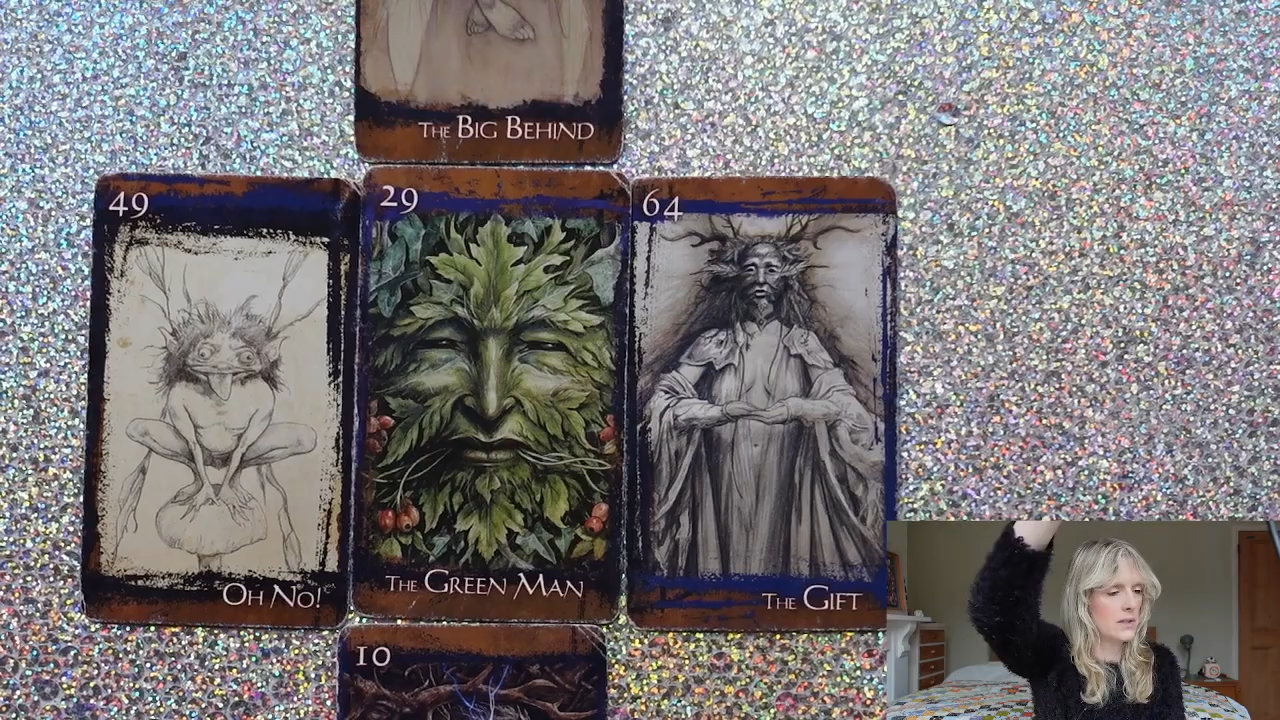 THE BIG BEHIND
49
29
64
OH NO!
THE GREEN MAN
THE GIFT
10